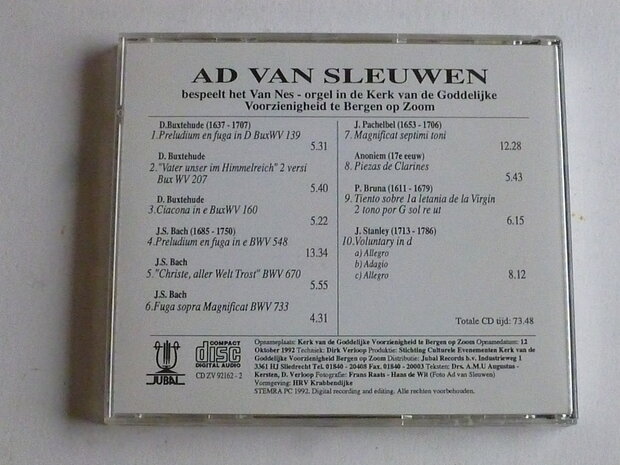 AD VAN SLEUWEN
bespeelt het Van Nes - orgel in de Kerk van de Goddelijke
Voorzienigheid te Bergen op Zoom
D.Buxtehude (1637 - 1707)
1.Preludium en fuga in D BuxWV 139
5.31
D. Buxtehude
2."Vater unser im Himmelreich" 2 versi
Bux WV 207
5.40
D. Buxtehude
3.Ciacona in e BuxWV 160
5.22
J.S. Bach (1685 - 1750)
4.Preludium en fuga in e BWV 548
13.34
J.S. Bach
5."Christe, aller Welt Trost" BWV 670
5.55
J.S. Bach
6.Fuga sopra Magnificat BWV 733
4.31
J. Pachelbel (1653 - 1706)
7. Magnificat septimi toni
12.28
Anoniem (17e eeuw)
8. Piezas de Clarines
5.43
P. Bruna (1611 - 1679)
9. Tiento sobre 1a letania de la Virgin
2 tono por G sol re ut
6.15
J. Stanley (1713 - 1786)
10.Voluntary in d
a) Allegro
b) Adagio
c) Allegro
8.12
Totale CD tijd: 73.48
JUBAL
COMPACT
disc
DIGITAL AUDIO
CD ZV 92162 - 2
Opnameplaats: Kerk van de Goddelijke Voorzienigheid te Bergen op Zoom Opnamedatum: 12
Oktober 1992 Techniek: Dirk Verloop Produktie: Stichting Culturele Evenementen Kerk van de
Goddelijke Voorzienigheid te Bergen op Zoom Distributie: Jubal Records b.v. Industrieweg 1
3361 HJ Sliedrecht Tel. 01840 - 20408 Fax. 01840 - 20003 Teksten: Drs. A.M.U Augustus -
Kersten, D. Verloop Fotografie: Frans Raats - Hans de Wit (Foto Ad van Sleuwen)
Vormgeving: HRV Krabbendijke
STEMRA PC 1992. Digital recording and editing. Alle rechten voorbehouden.